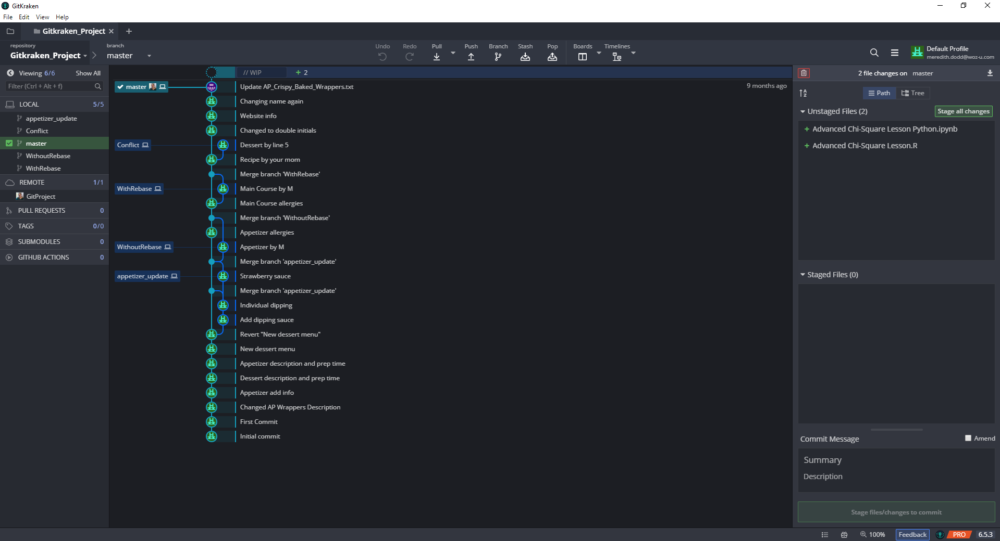 GitKraken
File Edit View Help
Gitkraken_Project
repository
Gitkraken_Project
branch
master
Undo Redo Pull Push Branch Stash Pop Boards Timelines
Default Profile
meredith.dodd@woz-u.com
Viewing 6/6 Show All
Filter (Ctrl + Alt + f)
LOCAL 5/5
appetizer_update
Conflict
master
WithoutRebase
WithRebase
REMOTE 1/1
GitProject
PULL REQUESTS 0
TAGS 0/0
SUBMODULES 0
GITHUB ACTIONS 0
// WIP + 2
master Update AP_Crispy_Baked_Wrappers.txt 9 months ago
Changing name again
Website info
Changed to double initials
Conflict Dessert by line 5
Recipe by your mom
Merge branch 'WithRebase'
WithRebase Main Course by M
Main Course allergies
Merge branch 'WithoutRebase'
Appetizer allergies
WithoutRebase Appetizer by M
Merge branch 'appetizer_update'
appetizer_update Strawberry sauce
Merge branch 'appetizer_update'
Individual dipping
Add dipping sauce
Revert "New dessert menu"
New dessert menu
Appetizer description and prep time
Dessert description and prep time
Appetizer add info
Changed AP Wrappers Description
First Commit
Initial commit
2 file changes on master
Path Tree
Unstaged Files (2) Stage all changes
+ Advanced Chi-Square Lesson Python.ipynb
+ Advanced Chi-Square Lesson.R
Staged Files (0)
Commit Message Amend
Summary
Description
Stage files/changes to commit
100% Feedback PRO 6.5.3